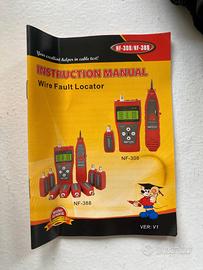 NF-308/NF-388
Your excellent helper in cable test!
INSTRUCTION MANUAL
Wire Fault Locator
NF-308
NF-388
VER: V1